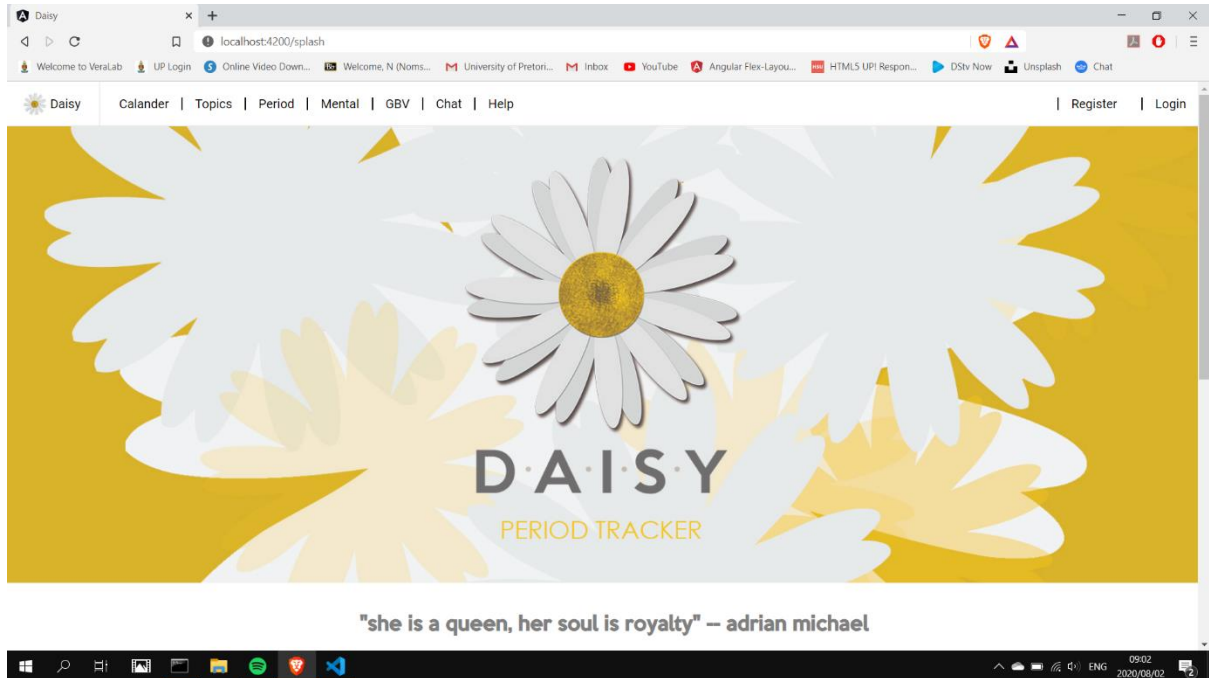 Daisy
localhost:4200/splash
Welcome to VeraLab UP Login Online Video Down... Welcome, N (Noms... University of Pretori... Inbox YouTube Angular Flex-Layou... HTML5 UP! Respon... DStv Now Unsplash Chat
Daisy Calander | Topics | Period | Mental | GBV | Chat | Help | Register | Login
D·A·I·S·Y
PERIOD TRACKER
"she is a queen, her soul is royalty" – adrian michael
ENG 09:02
2020/08/02
2